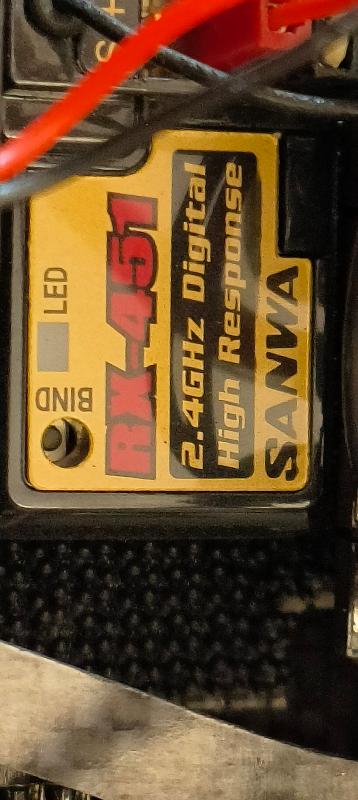 LED
BIND
RX-451
2.4GHz Digital
High Response
SANWA